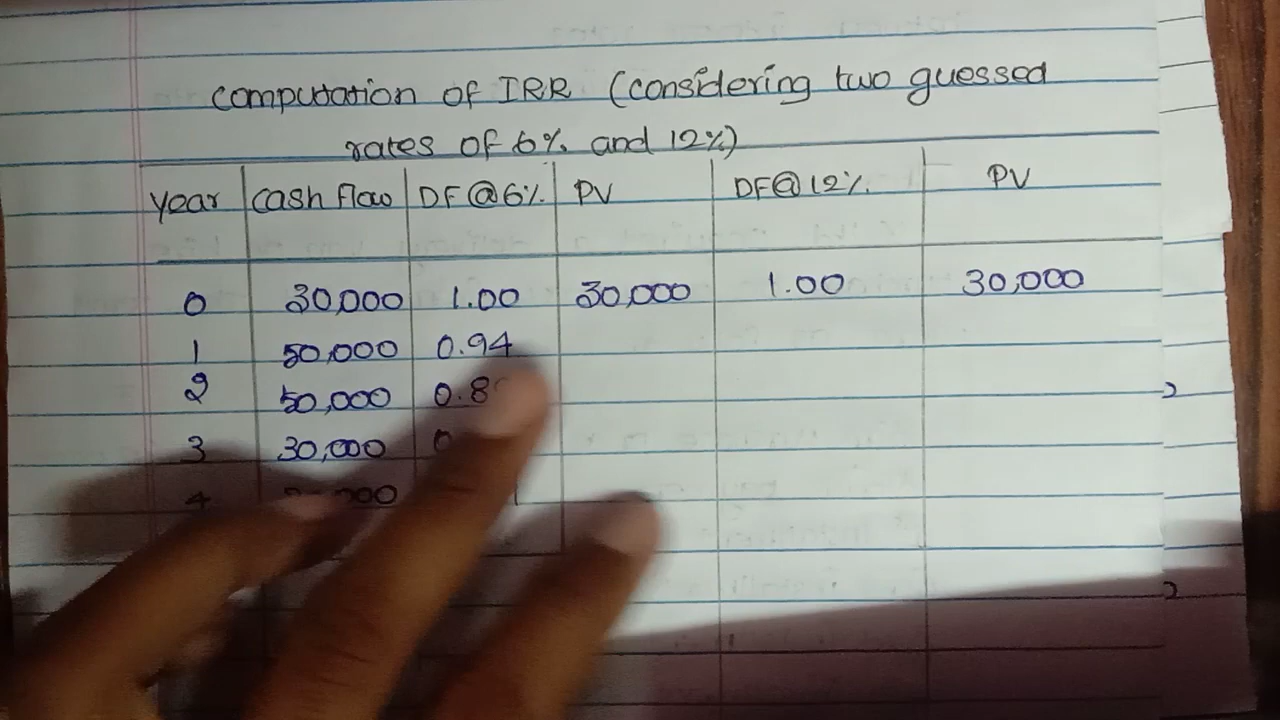 computation of IRR (considering two guessed
rates of 6% and 12%)
year cash flow DF@6% PV DF@12% PV
0 30,000 1.00 30,000 1.00 30,000
1 50,000 0.94
2 50,000 0.8
3 30,000
4